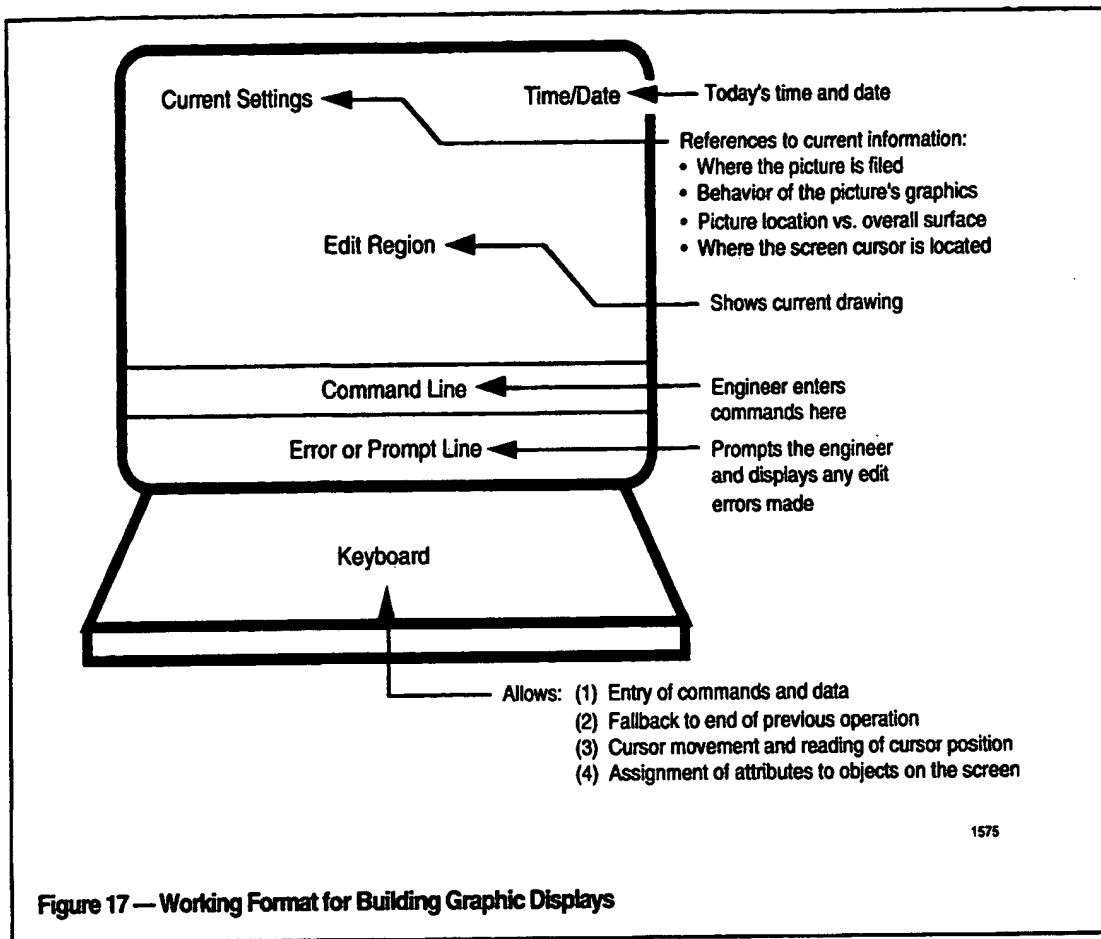 Current Settings
Time/Date
Today's time and date
References to current information:
• Where the picture is filed
• Behavior of the picture's graphics
• Picture location vs. overall surface
• Where the screen cursor is located
Edit Region
Shows current drawing
Command Line
Engineer enters
commands here
Error or Prompt Line
Prompts the engineer
and displays any edit
errors made
Keyboard
Allows: (1) Entry of commands and data
(2) Fallback to end of previous operation
(3) Cursor movement and reading of cursor position
(4) Assignment of attributes to objects on the screen
1575
Figure 17 — Working Format for Building Graphic Displays